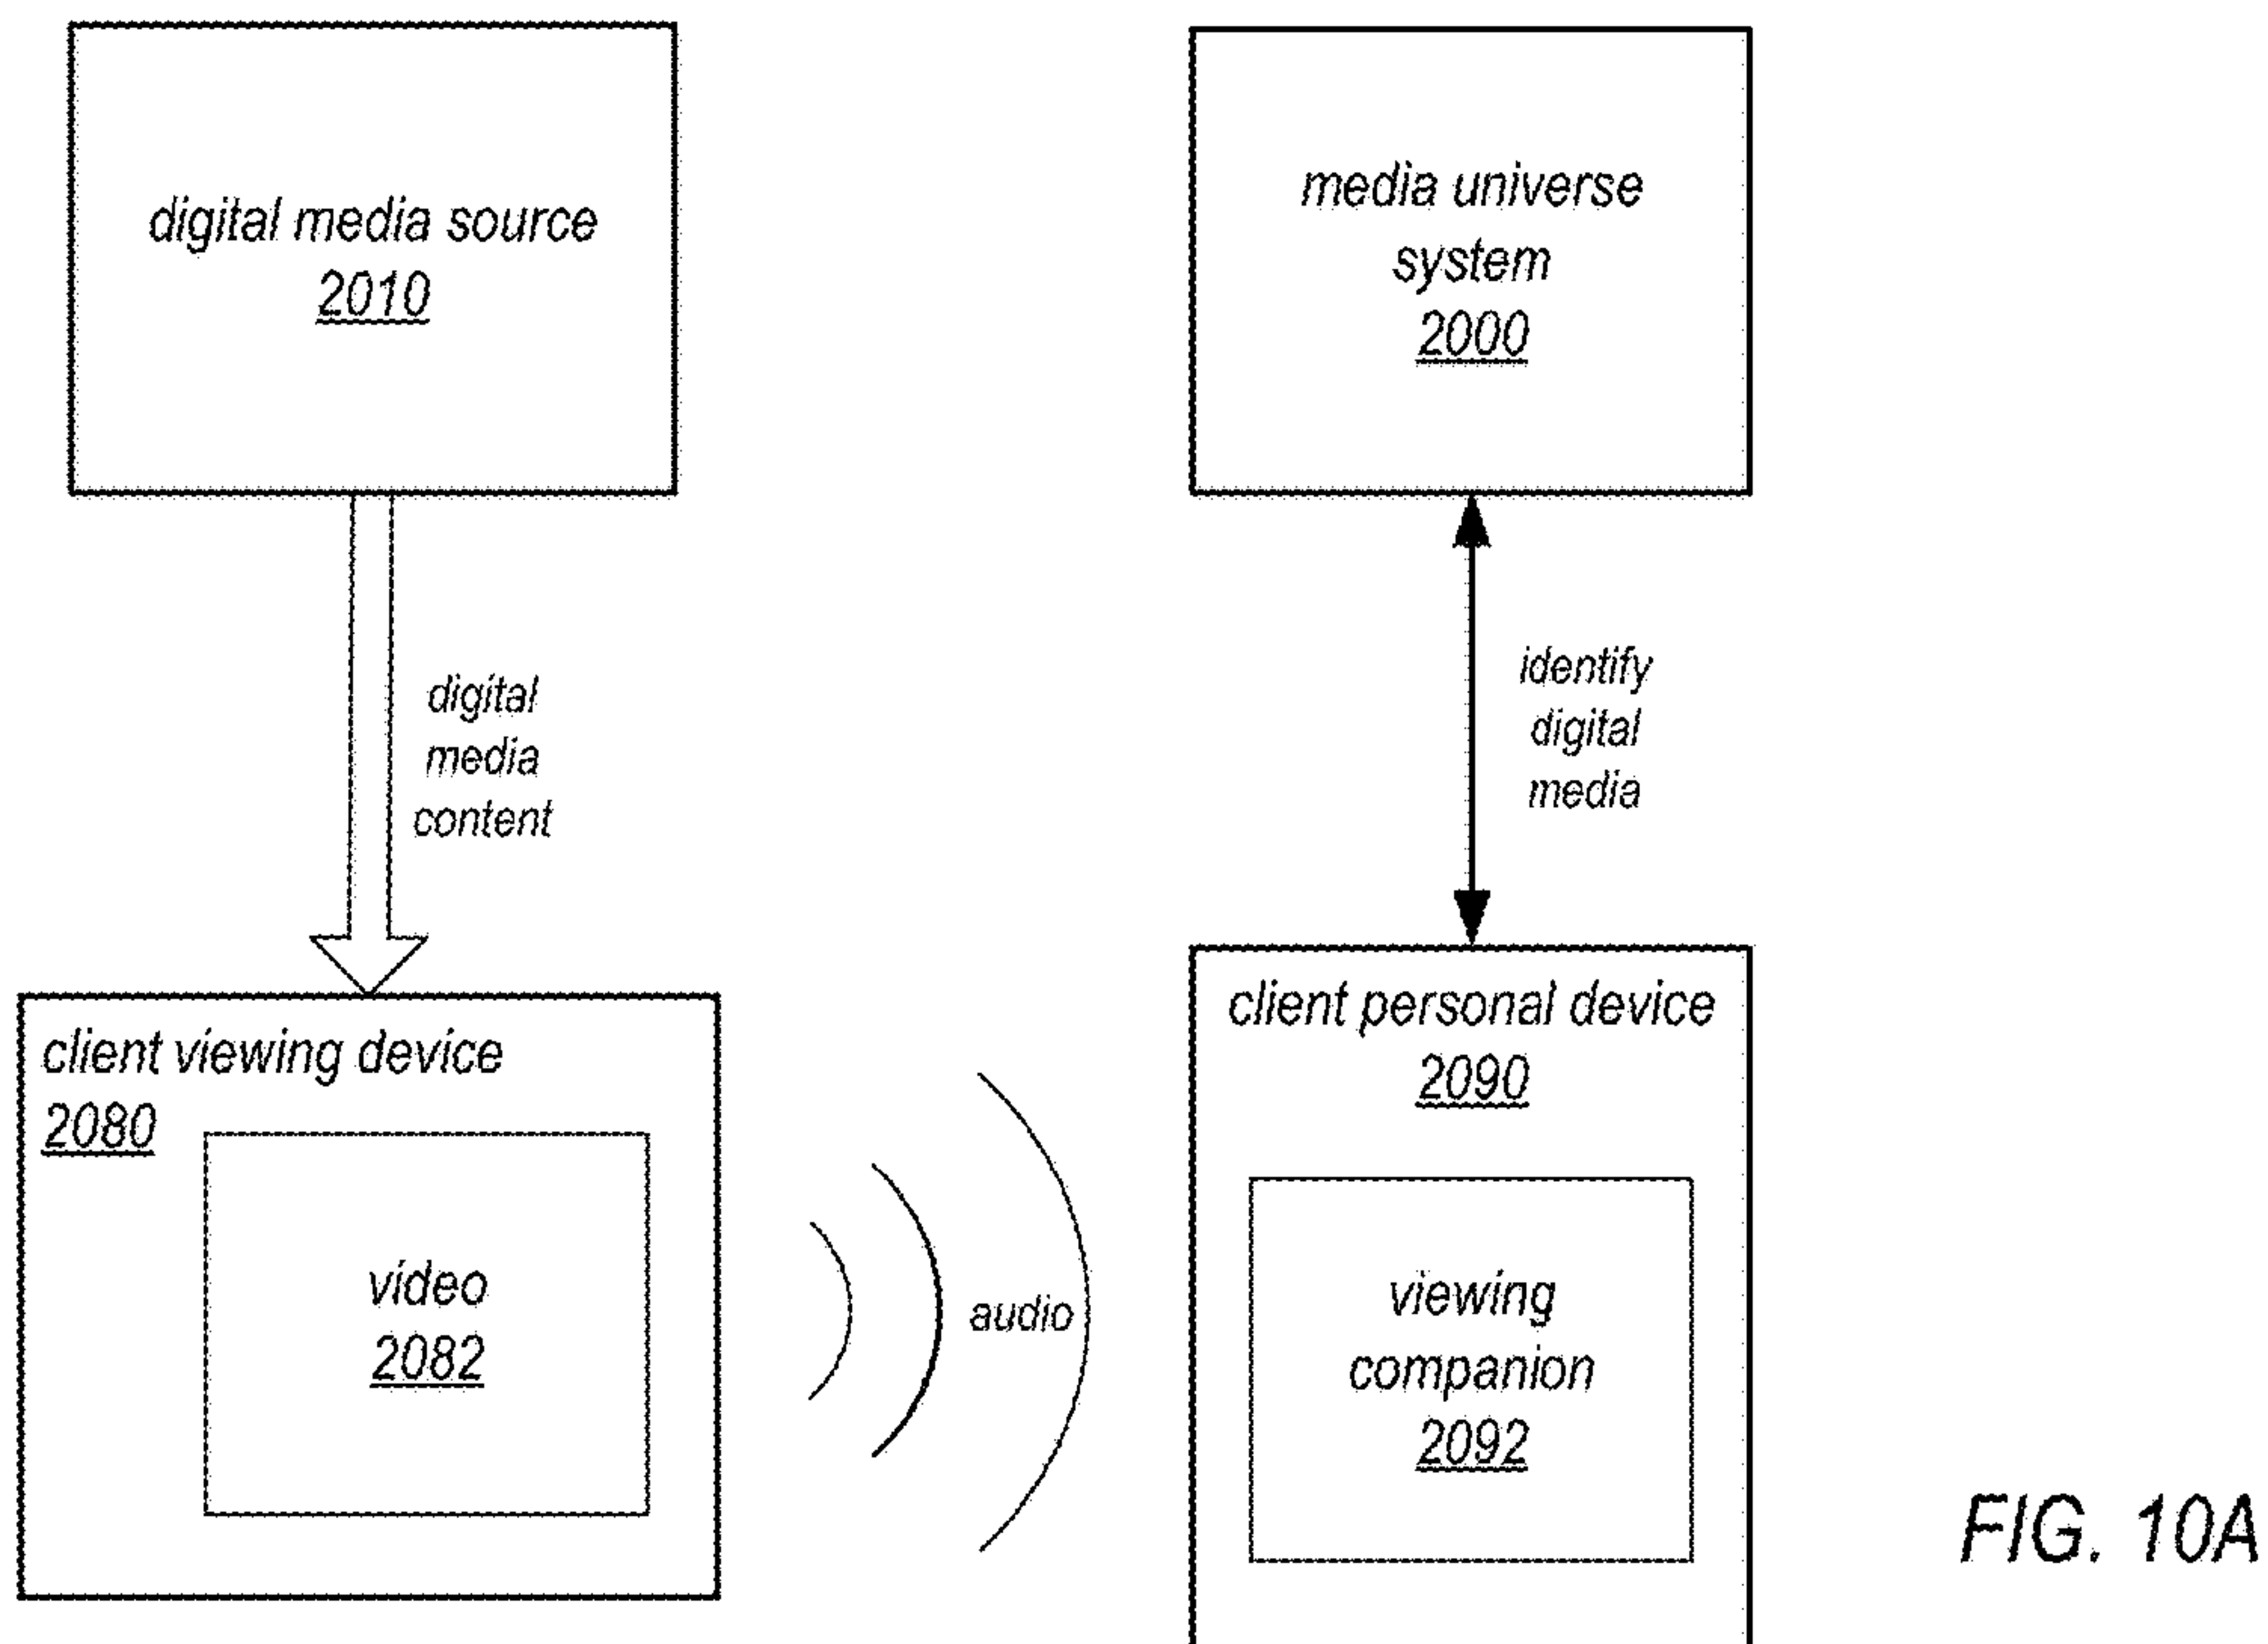 digital media source
2010
media universe
system
2000
digital
media
content
identify
digital
media
client viewing device
2080
video
2082
audio
client personal device
2090
viewing
companion
2092
FIG. 10A